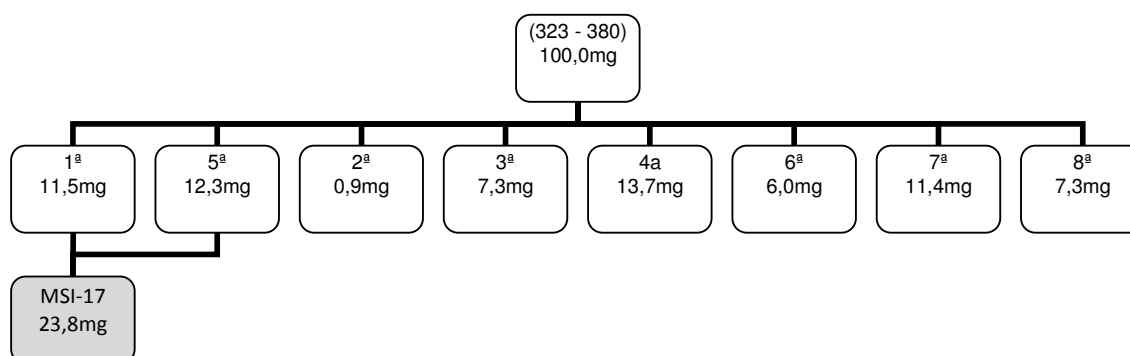 (323 - 380)
100,0mg
1ª
11,5mg
5ª
12,3mg
2ª
0,9mg
3ª
7,3mg
4a
13,7mg
6ª
6,0mg
7ª
11,4mg
8ª
7,3mg
MSI-17
23,8mg